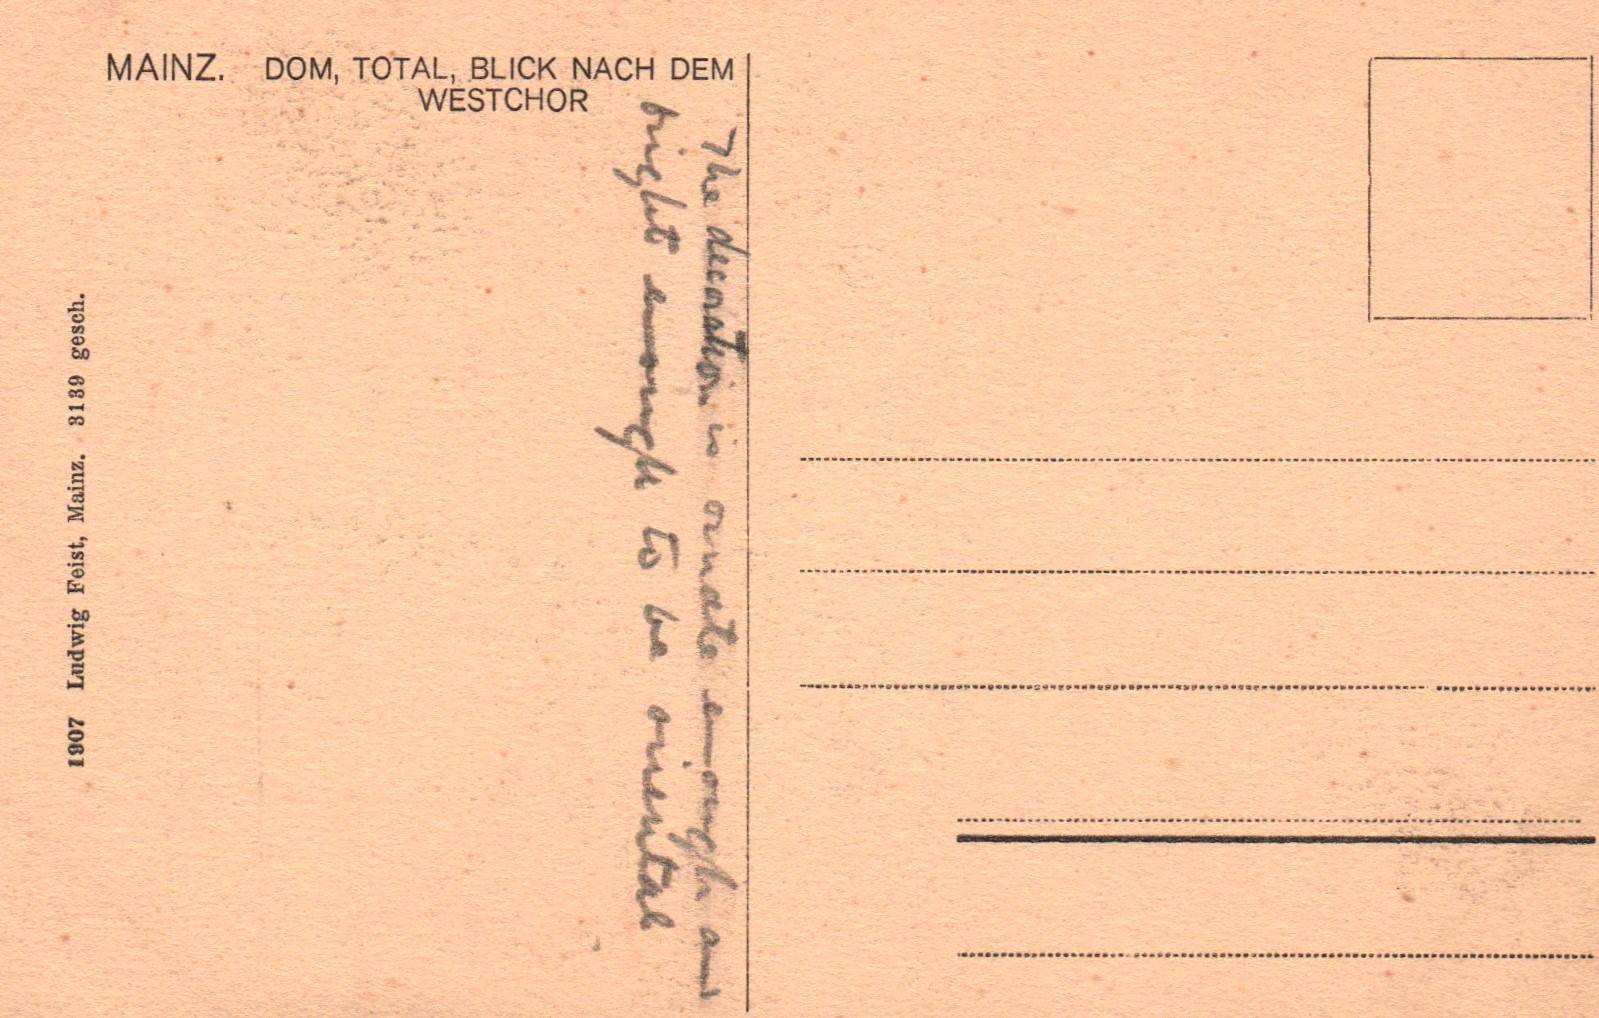 MAINZ. DOM, TOTAL, BLICK NACH DEM
WESTCHOR
The decoration is ornate enough and
bright enough to be oriental
1907 Ludwig Feist, Mainz. 3139 gesch.